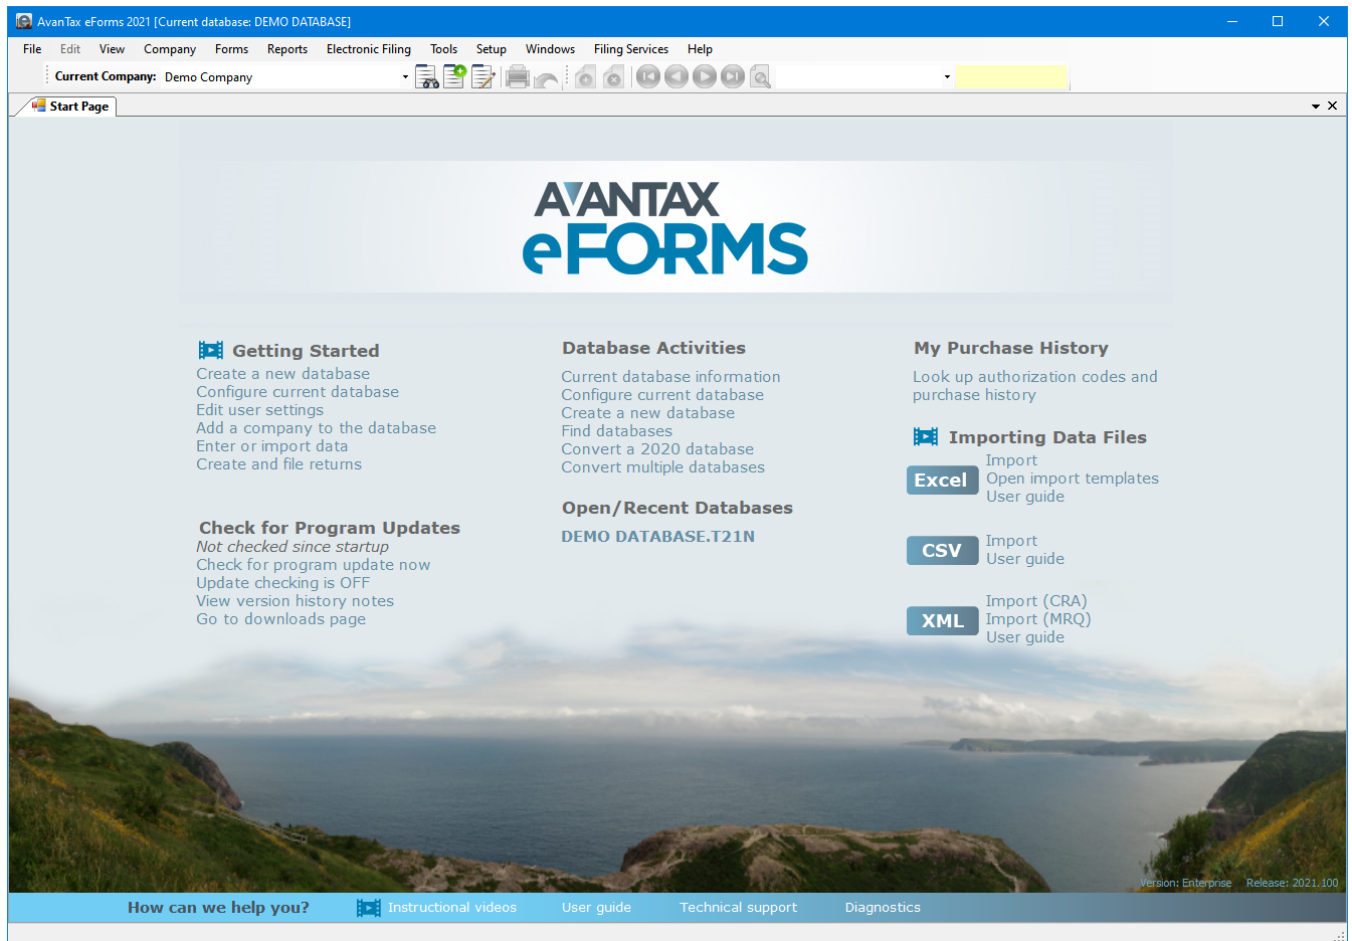 AvanTax eForms 2021 [Current database: DEMO DATABASE]
File Edit View Company Forms Reports Electronic Filing Tools Setup Windows Filing Services Help
Current Company: Demo Company
Start Page
AVANTAX
eFORMS
Getting Started
Create a new database
Configure current database
Edit user settings
Add a company to the database
Enter or import data
Create and file returns
Check for Program Updates
Not checked since startup
Check for program update now
Update checking is OFF
View version history notes
Go to downloads page
Database Activities
Current database information
Configure current database
Create a new database
Find databases
Convert a 2020 database
Convert multiple databases
Open/Recent Databases
DEMO DATABASE.T21N
My Purchase History
Look up authorization codes and
purchase history
Importing Data Files
Excel
Import
Open import templates
User guide
CSV
Import
User guide
XML
Import (CRA)
Import (MRQ)
User guide
Version: Enterprise Release: 2021.100
How can we help you? Instructional videos User guide Technical support Diagnostics